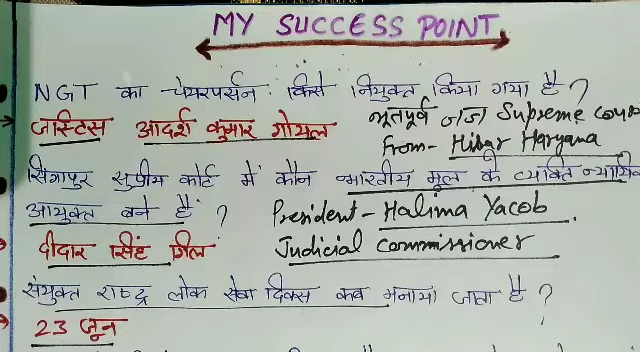 MY SUCCESS POINT
NGT का चेयरपर्सन किसे नियुक्त किया गया है ?
जस्टिस आदर्श कुमार गोयल भूतपूर्व जज Supreme cour
From- Hisar Haryana
सिंगापुर सुप्रीम कोर्ट में कौन भारतीय मूल के व्यक्ति न्यायिक
आयुक्त बने हैं ? President - Halima Yacob
दीदार सिंह गिल Judicial commissioner
संयुक्त राष्ट्र लोक सेवा दिवस कब मनाया जाता है ?
23 जून